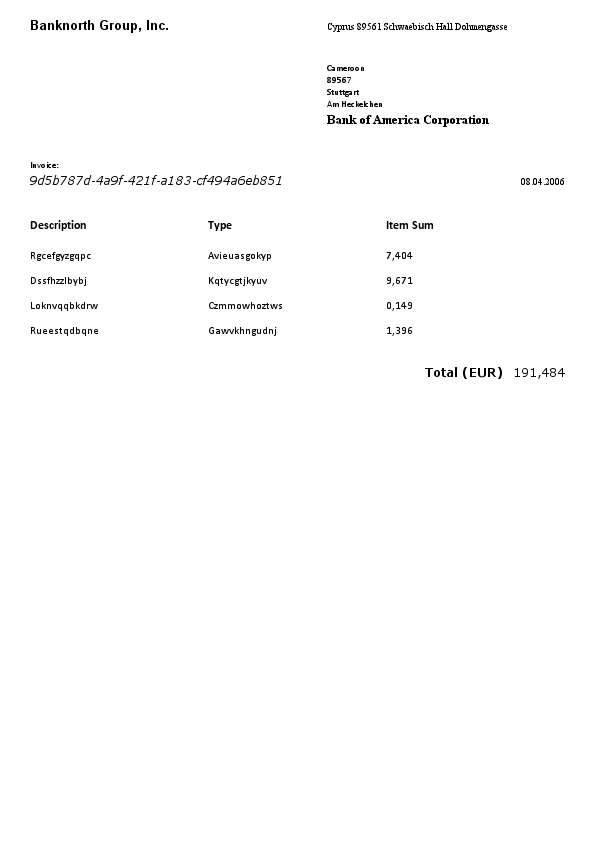 Banknorth Group, Inc.
Cyprus 89561 Schwaebisch Hall Dohmengasse
Cameroon
89567
Stuttgart
Am Heckelchen
Bank of America Corporation
Invoice:
9d5b787d-4a9f-421f-a183-cf494a6eb851 08.04.2006
Description Type Item Sum
Rgcefgyzgqpc Avieuasgokyp 7,404
Dssfhzzlbybj Kqtycgtjkyuv 9,671
Loknvqqbkdrw Czmmowhoztws 0,149
Rueestqdbqne Gawvkhngudnj 1,396
Total (EUR) 191,484